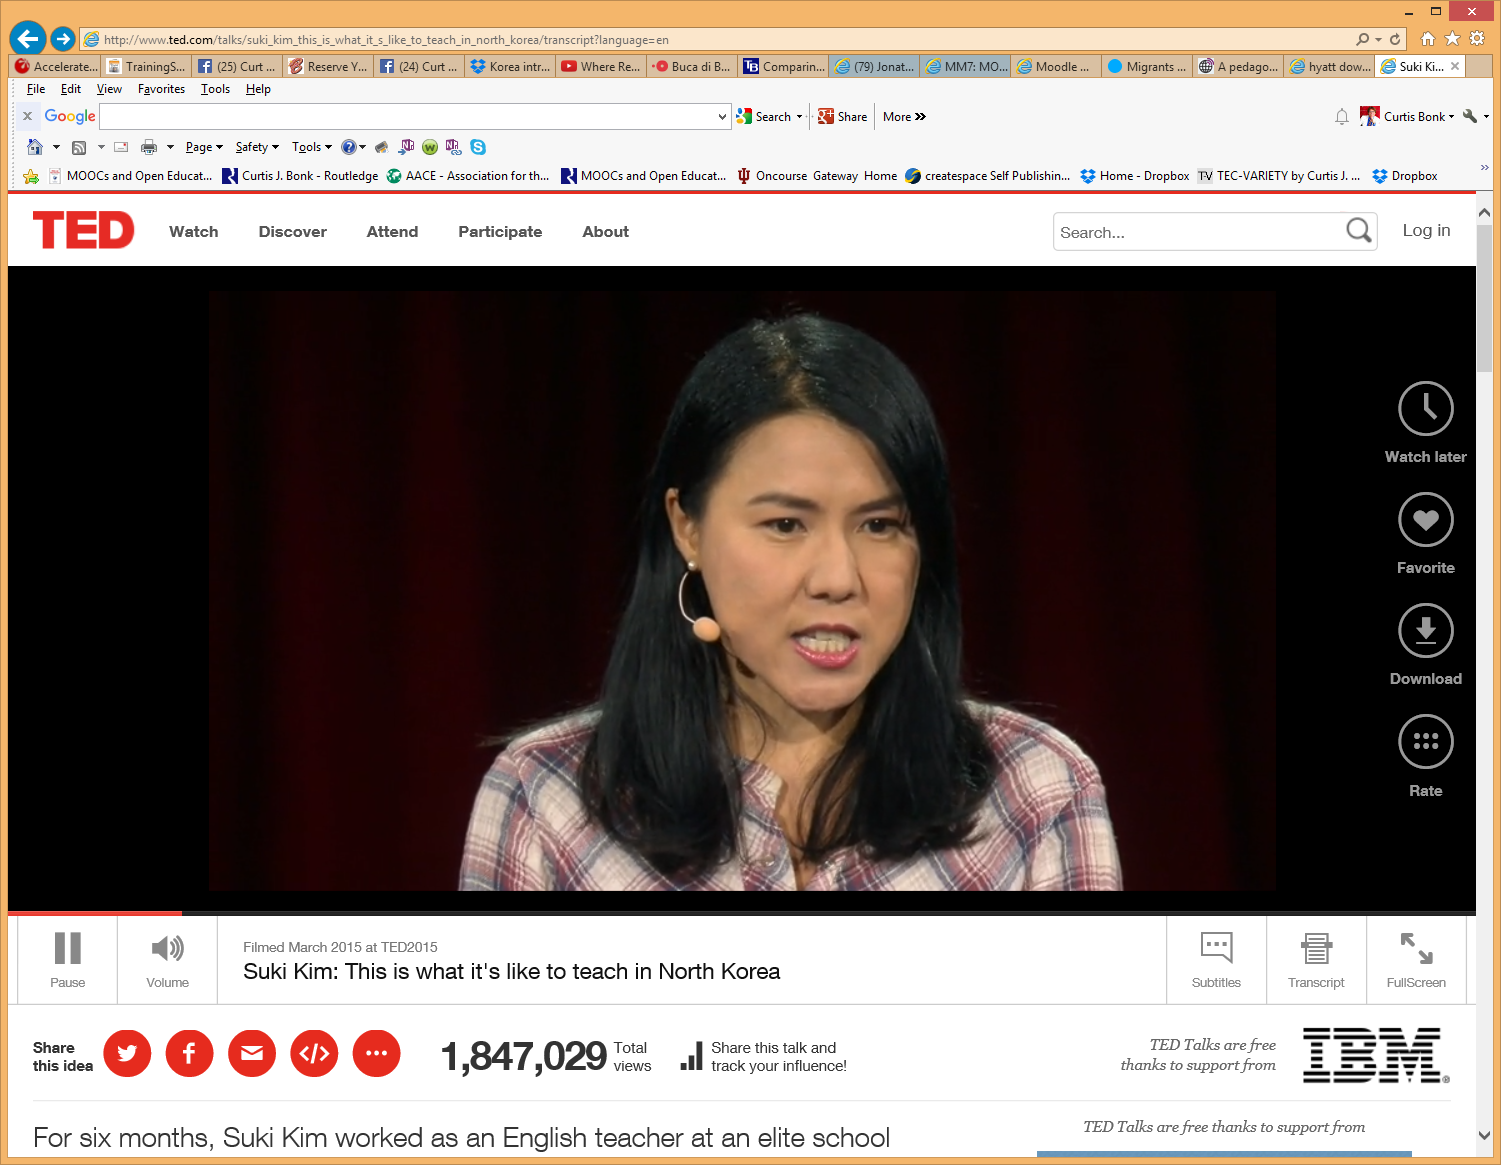 http://www.ted.com/talks/suki_kim_this_is_what_it_s_like_to_teach_in_north_korea/transcript?language=en
Accelerate... TrainingS... (25) Curt ... Reserve Y... (24) Curt ... Korea intr... Where Re... Buca di B... Comparin... (79) Jonat... MM7: MO... Moodle ... Migrants ... A pedago... hyatt dow... Suki Ki...
File Edit View Favorites Tools Help
x Google Search Share More » Curtis Bonk
Page Safety Tools
MOOCs and Open Educat... Curtis J. Bonk - Routledge AACE - Association for th... MOOCs and Open Educat... Oncourse Gateway Home createspace Self Publishin... Home - Dropbox T-V TEC-VARIETY by Curtis J. ... Dropbox
TED Watch Discover Attend Participate About Search... Log in
Watch later
Favorite
Download
Rate
Filmed March 2015 at TED2015
Suki Kim: This is what it's like to teach in North Korea
Pause Volume Subtitles Transcript FullScreen
Share
this idea
1,847,029 Total
views
Share this talk and
track your influence!
TED Talks are free
thanks to support from
IBM
For six months, Suki Kim worked as an English teacher at an elite school
TED Talks are free thanks to support from